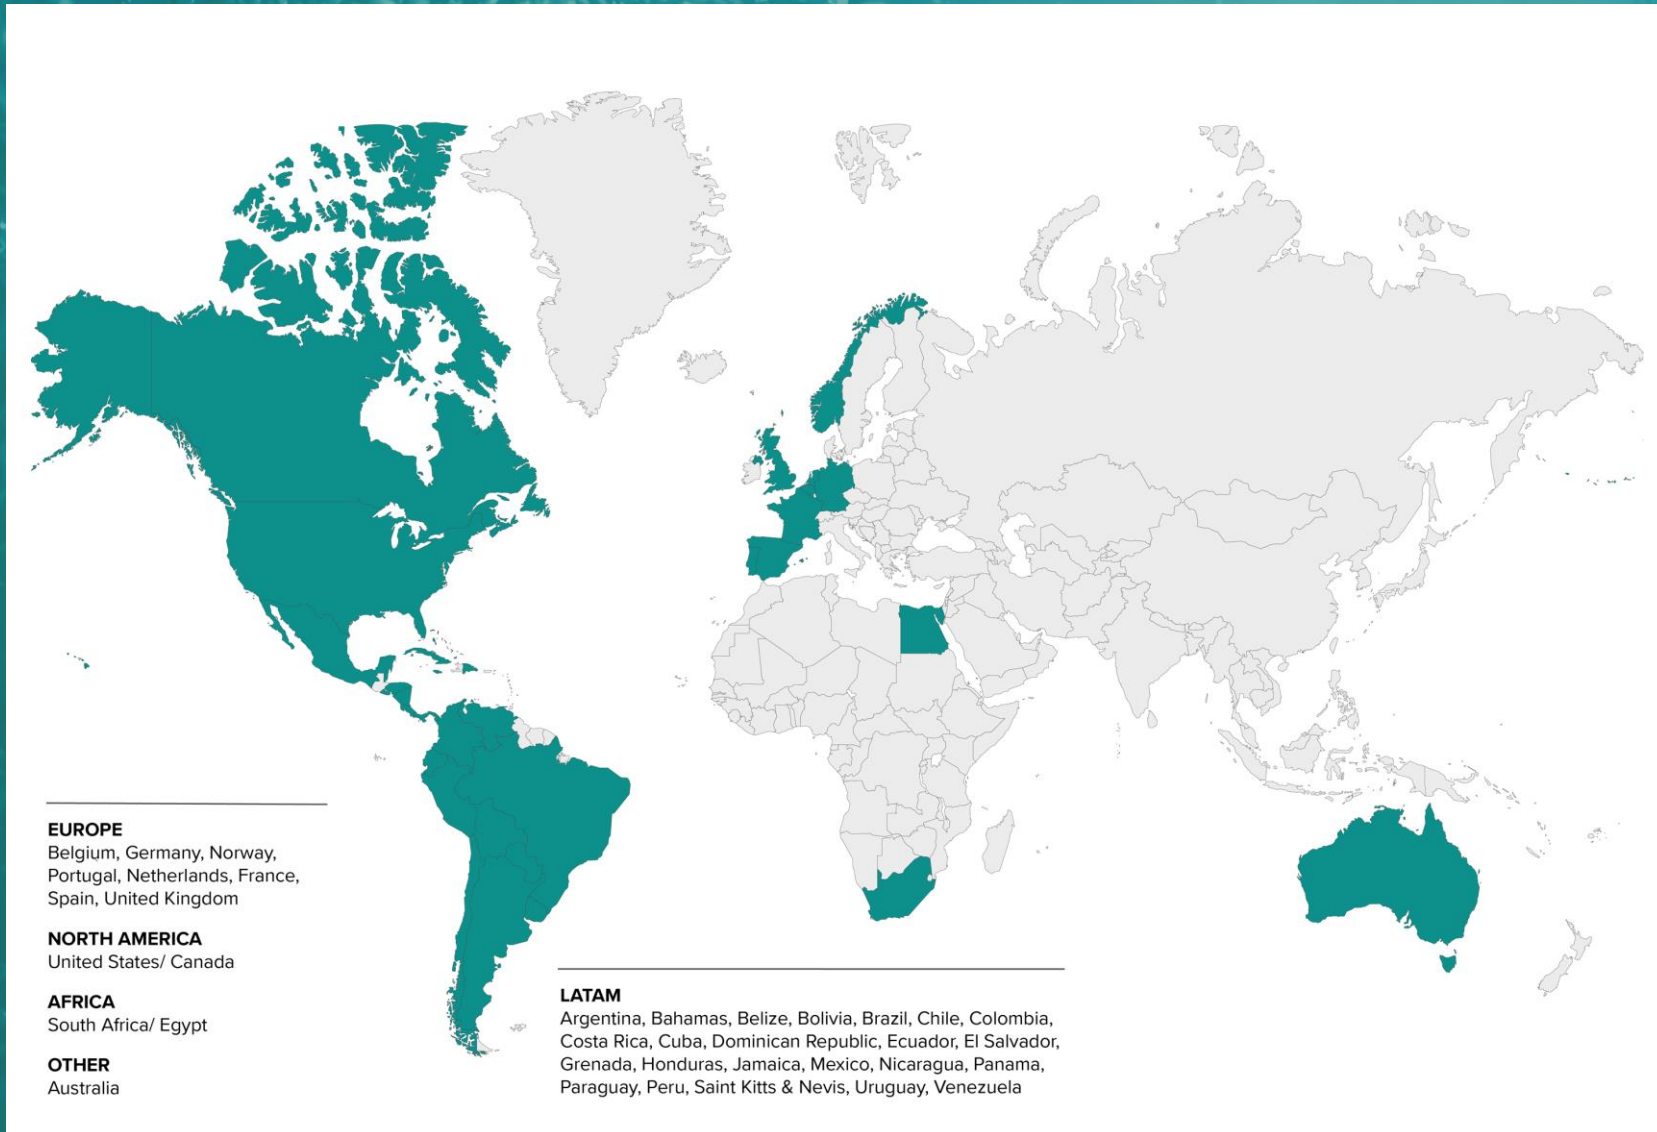 EUROPE
Belgium, Germany, Norway,
Portugal, Netherlands, France,
Spain, United Kingdom
NORTH AMERICA
United States/ Canada
AFRICA
South Africa/ Egypt
OTHER
Australia
LATAM
Argentina, Bahamas, Belize, Bolivia, Brazil, Chile, Colombia,
Costa Rica, Cuba, Dominican Republic, Ecuador, El Salvador,
Grenada, Honduras, Jamaica, Mexico, Nicaragua, Panama,
Paraguay, Peru, Saint Kitts & Nevis, Uruguay, Venezuela